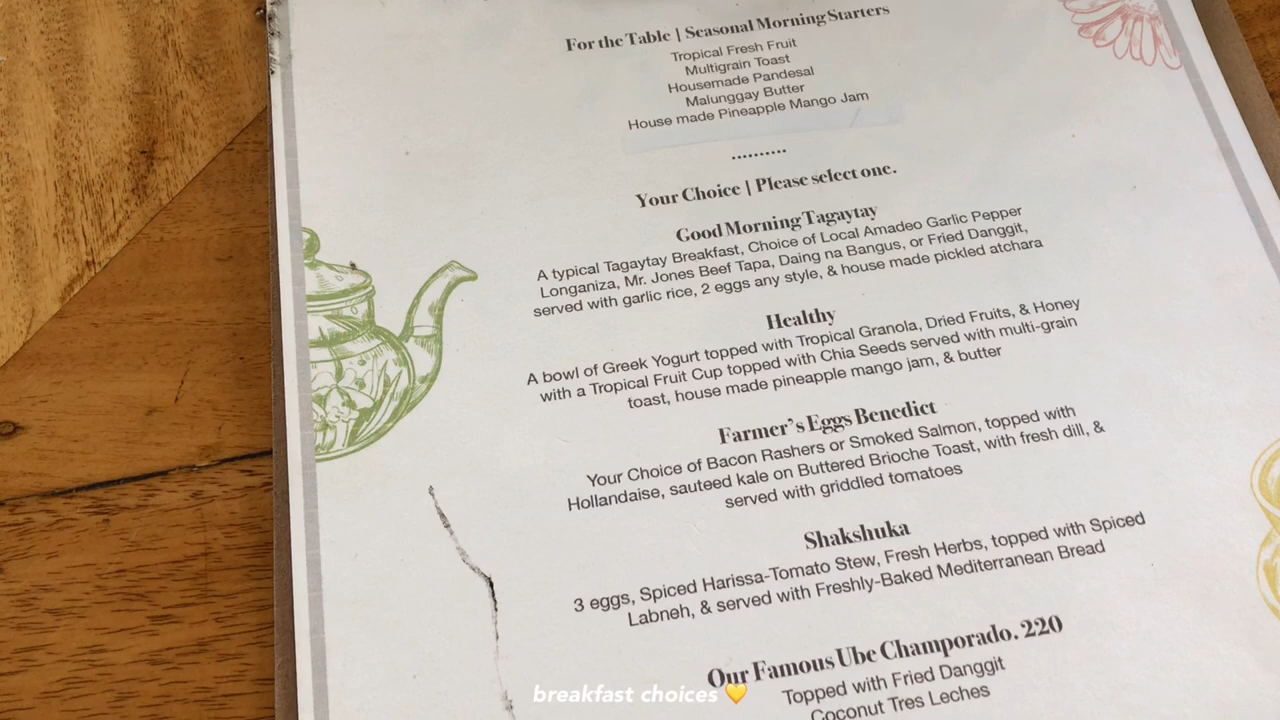 For the Table | Seasonal Morning Starters
Tropical Fresh Fruit
Multigrain Toast
Housemade Pandesal
Malunggay Butter
House made Pineapple Mango Jam
..........
Your Choice | Please select one.
Good Morning Tagaytay
A typical Tagaytay Breakfast, Choice of Local Amadeo Garlic Pepper
Longaniza, Mr. Jones Beef Tapa, Daing na Bangus, or Fried Danggit,
served with garlic rice, 2 eggs any style, & house made pickled atchara
Healthy
A bowl of Greek Yogurt topped with Tropical Granola, Dried Fruits, & Honey
with a Tropical Fruit Cup topped with Chia Seeds served with multi-grain
toast, house made pineapple mango jam, & butter
Farmer's Eggs Benedict
Your Choice of Bacon Rashers or Smoked Salmon, topped with
Hollandaise, sauteed kale on Buttered Brioche Toast, with fresh dill, &
served with griddled tomatoes
Shakshuka
3 eggs, Spiced Harissa-Tomato Stew, Fresh Herbs, topped with Spiced
Labneh, & served with Freshly-Baked Mediterranean Bread
Our Famous Ube Champorado. 220
Topped with Fried Danggit
Coconut Tres Leches
breakfast choices 💛